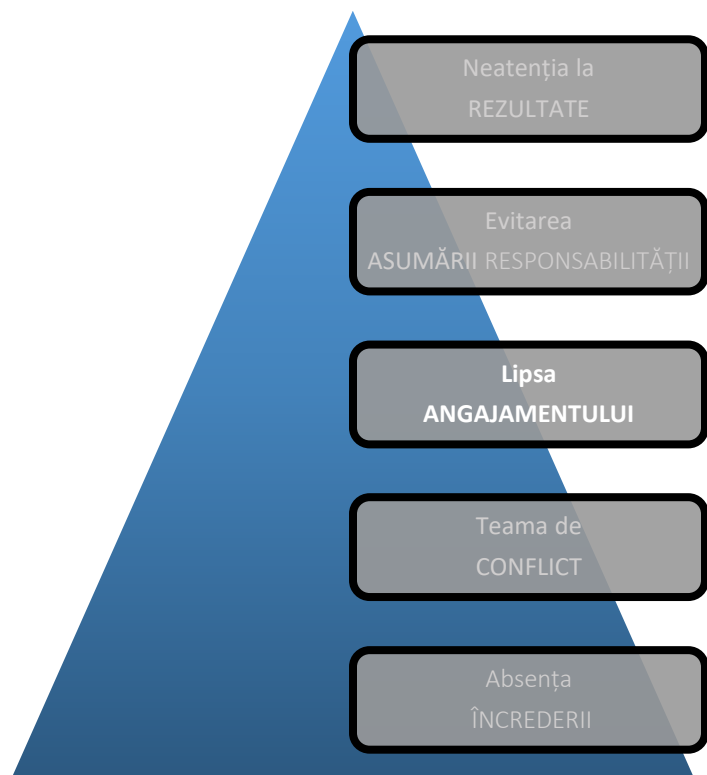 Neatenția la
REZULTATE
Evitarea
ASUMĂRII RESPONSABILITĂȚII
Lipsa
ANGAJAMENTULUI
Teama de
CONFLICT
Absența
ÎNCREDERII